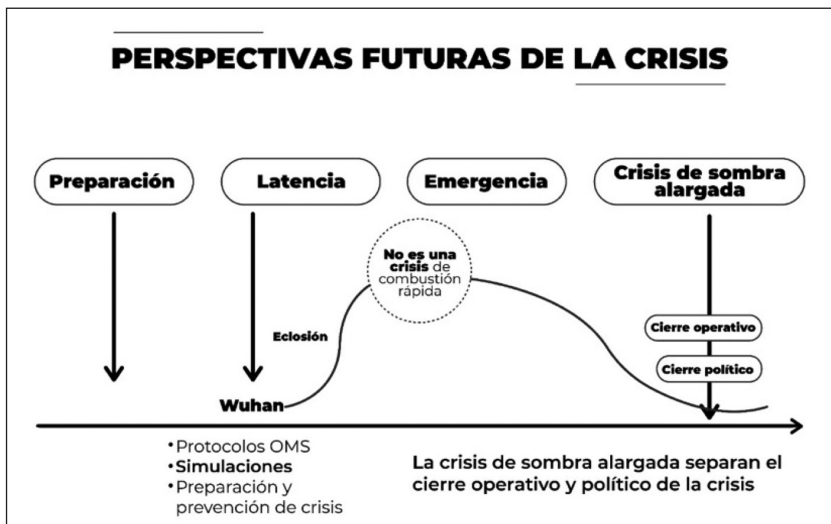 PERSPECTIVAS FUTURAS DE LA CRISIS
Preparación
Latencia
Emergencia
Crisis de sombra
alargada
No es una
crisis de
combustión
rápida
Eclosión
Cierre operativo
Cierre político
Wuhan
•Protocolos OMS
•Simulaciones
•Preparación y
prevención de crisis
La crisis de sombra alargada separan el
cierre operativo y político de la crisis